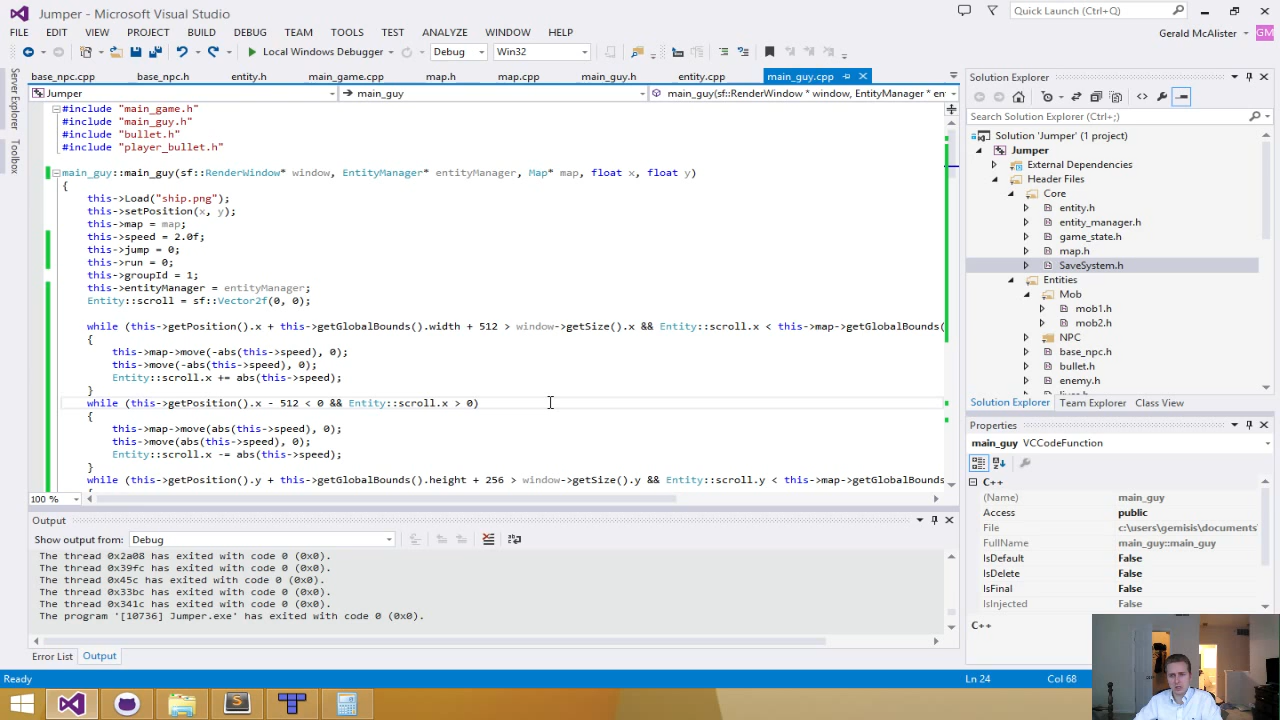 Jumper - Microsoft Visual Studio
Quick Launch (Ctrl+Q)
FILE EDIT VIEW PROJECT BUILD DEBUG TEAM TOOLS TEST ANALYZE WINDOW HELP
Gerald McAlister GM
Local Windows Debugger Debug Win32
base_npc.cpp base_npc.h entity.h main_game.cpp map.h map.cpp main_guy.h entity.cpp main_guy.cpp
Jumper main_guy main_guy(sf::RenderWindow * window, EntityManager * ent
Server Explorer
Toolbox
#include "main_game.h"
#include "main_guy.h"
#include "bullet.h"
#include "player_bullet.h"
main_guy::main_guy(sf::RenderWindow* window, EntityManager* entityManager, Map* map, float x, float y)
{
this->Load("ship.png");
this->setPosition(x, y);
this->map = map;
this->speed = 2.0f;
this->jump = 0;
this->run = 0;
this->groupId = 1;
this->entityManager = entityManager;
Entity::scroll = sf::Vector2f(0, 0);
while (this->getPosition().x + this->getGlobalBounds().width + 512 > window->getSize().x && Entity::scroll.x < this->map->getGlobalBounds(
{
this->map->move(-abs(this->speed), 0);
this->move(-abs(this->speed), 0);
Entity::scroll.x += abs(this->speed);
}
while (this->getPosition().x - 512 < 0 && Entity::scroll.x > 0)
{
this->map->move(abs(this->speed), 0);
this->move(abs(this->speed), 0);
Entity::scroll.x -= abs(this->speed);
}
while (this->getPosition().y + this->getGlobalBounds().height + 256 > window->getSize().y && Entity::scroll.y < this->map->getGlobalBounds
100 %
Output
Show output from: Debug
The thread 0x2a08 has exited with code 0 (0x0).
The thread 0x39fc has exited with code 0 (0x0).
The thread 0x45c has exited with code 0 (0x0).
The thread 0x33bc has exited with code 0 (0x0).
The thread 0x341c has exited with code 0 (0x0).
The program '[10736] Jumper.exe' has exited with code 0 (0x0).
Error List Output
Solution Explorer
Search Solution Explorer (Ctrl+;)
Solution 'Jumper' (1 project)
Jumper
External Dependencies
Header Files
Core
entity.h
entity_manager.h
game_state.h
map.h
SaveSystem.h
Entities
Mob
mob1.h
mob2.h
NPC
base_npc.h
bullet.h
enemy.h
Solution Explorer Team Explorer Class View
Properties
main_guy VCCodeFunction
C++
(Name) main_guy
Access public
File c:\users\gemisis\documents
FullName main_guy::main_guy
IsDefault False
IsDelete False
IsFinal False
IsInjected False
C++
Ready
Ln 24 Col 68